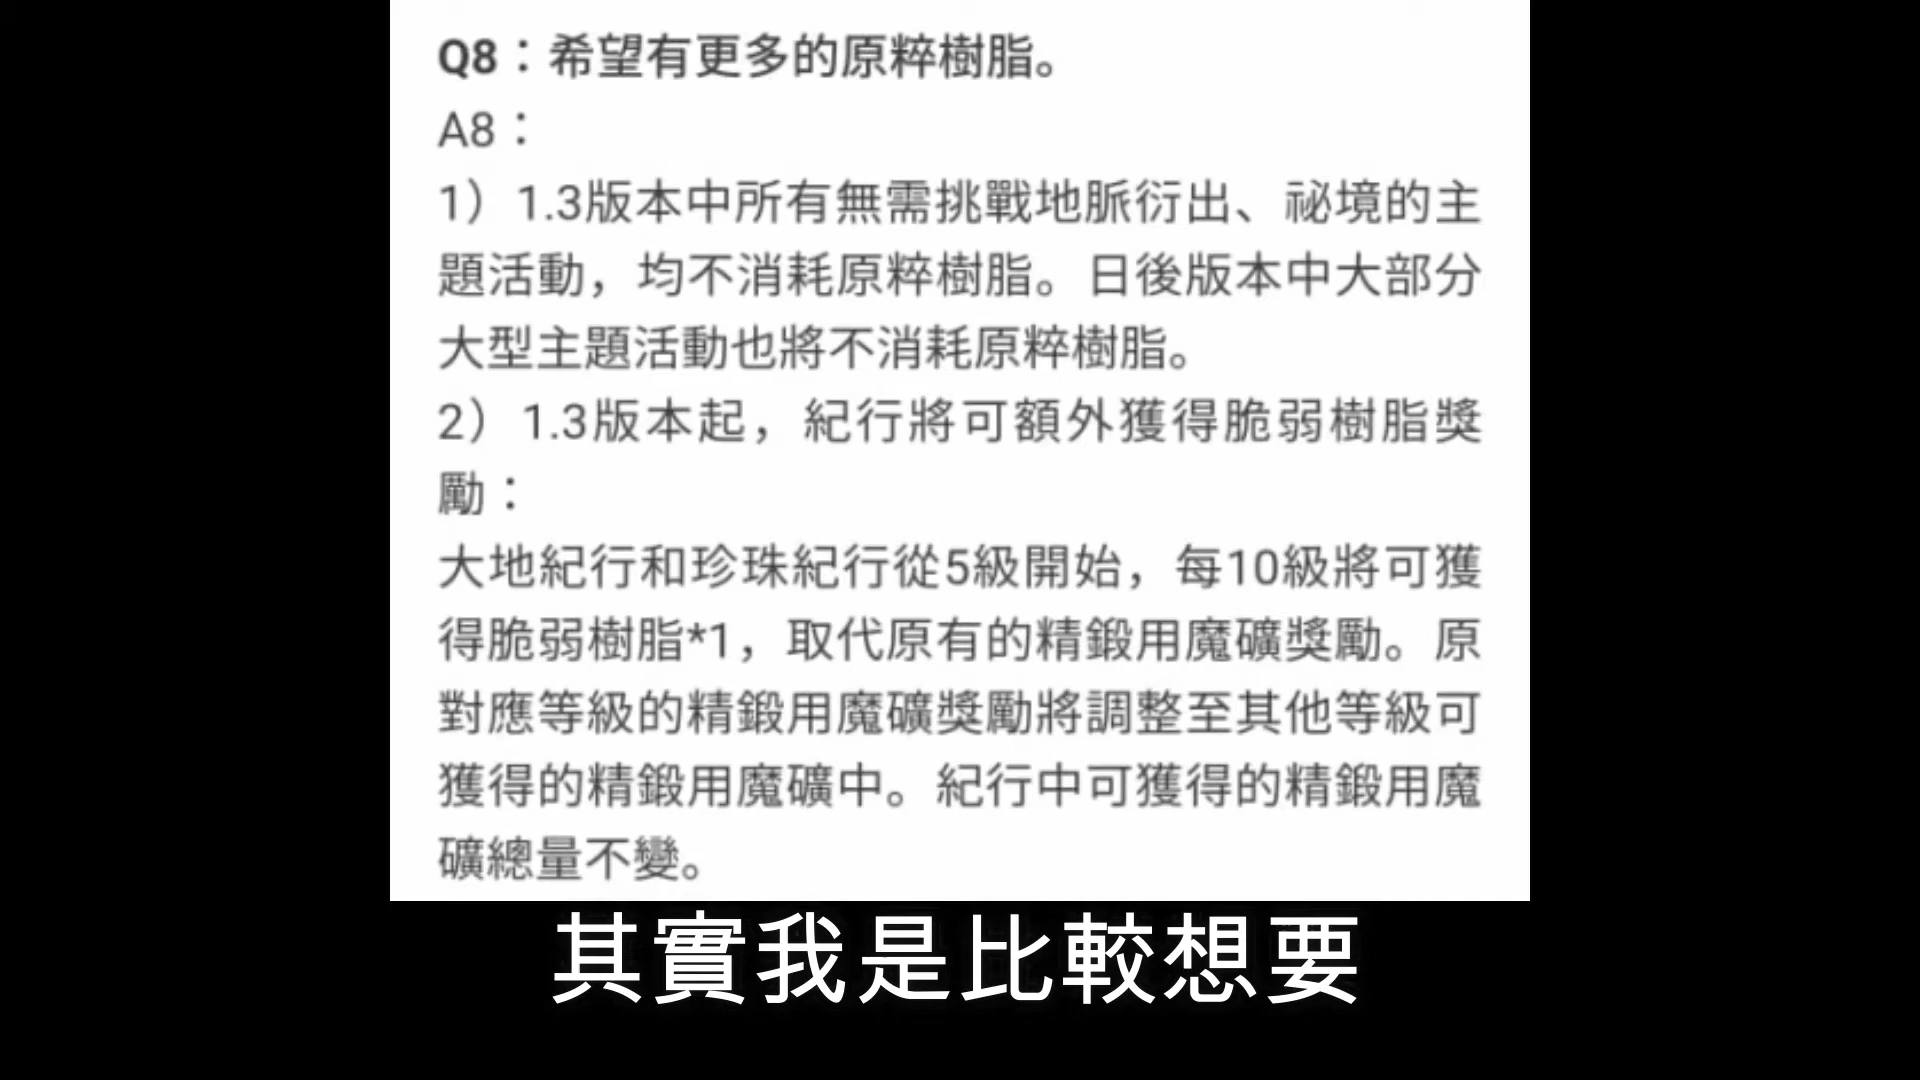 Q8：希望有更多的原粹樹脂。
A8：
1）1.3版本中所有無需挑戰地脈衍出、祕境的主
題活動，均不消耗原粹樹脂。日後版本中大部分
大型主題活動也將不消耗原粹樹脂。
2）1.3版本起，紀行將可額外獲得脆弱樹脂獎
勵：
大地紀行和珍珠紀行從5級開始，每10級將可獲
得脆弱樹脂*1，取代原有的精鍛用魔礦獎勵。原
對應等級的精鍛用魔礦獎勵將調整至其他等級可
獲得的精鍛用魔礦中。紀行中可獲得的精鍛用魔
礦總量不變。
其實我是比較想要